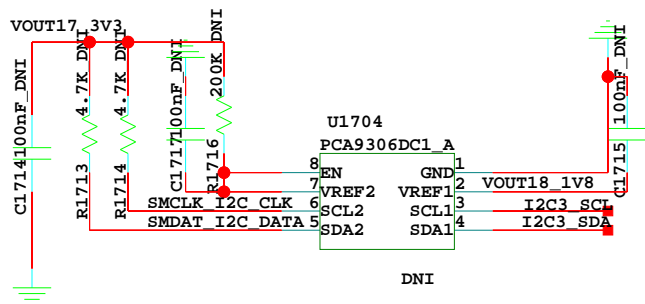 VOUT17_3V3
C1714 100nF_DNI
R1713 4.7K_DNI
R1714 4.7K_DNI
C1717 100nF_DNI
R1716 200K_DNI
U1704
PCA9306DC1_A
8 EN GND 1
7 VREF2 VREF1 2 VOUT18_1V8
SMCLK_I2C_CLK 6 SCL2 SCL1 3 I2C3_SCL
SMDAT_I2C_DATA 5 SDA2 SDA1 4 I2C3_SDA
C1715 100nF_DNI
DNI